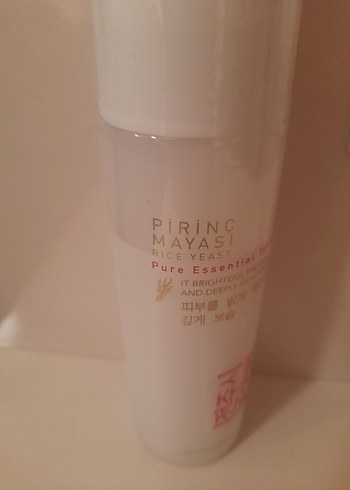 PİRİNÇ
MAYASI
RICE YEAST
Pure Essential
IT BRIGHTENS
AND DEEPLY
피부를 밝게
깊게 보습